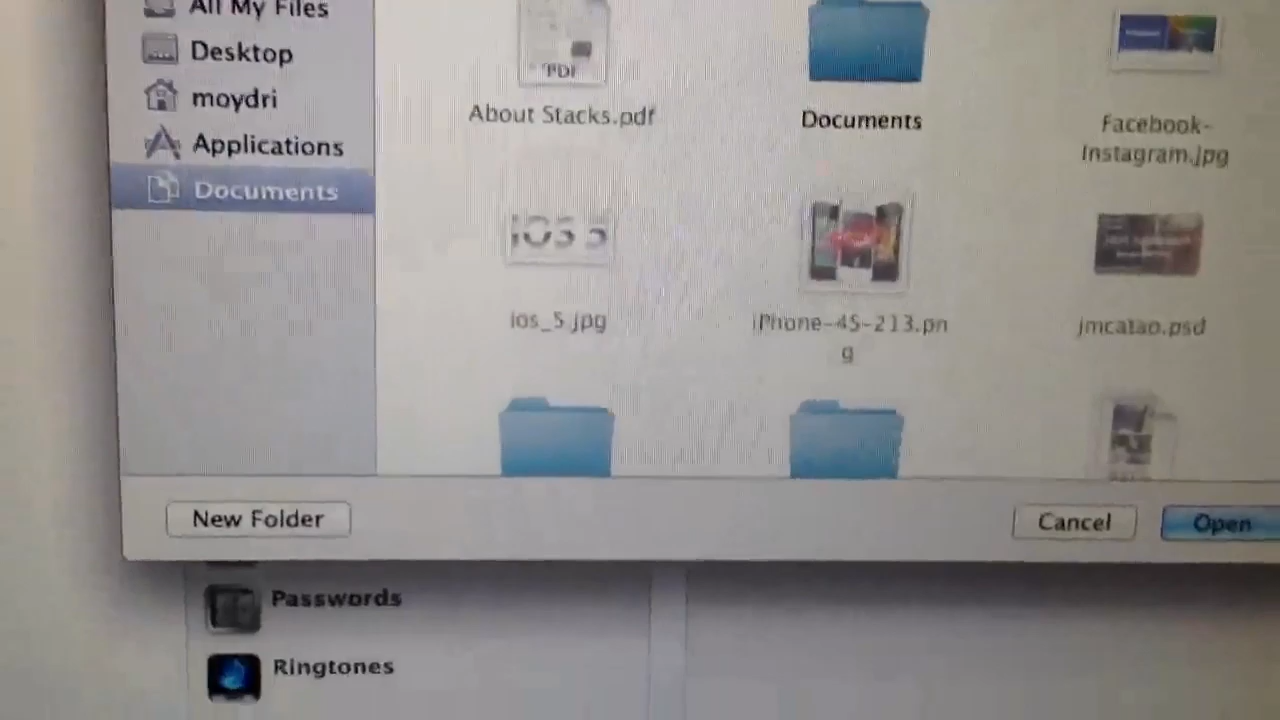 All My Files
Desktop
moydri
Applications
Documents
PDF
About Stacks.pdf
Documents
Facebook-
Instagram.jpg
iOS 5
ios_5.jpg
iPhone-4S-213.pn
g
jmcatao.psd
New Folder
Cancel
Open
Passwords
Ringtones